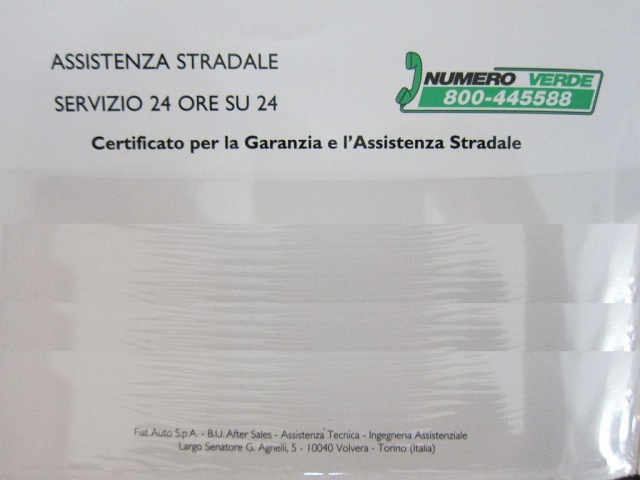 ASSISTENZA STRADALE
SERVIZIO 24 ORE SU 24
NUMERO VERDE
800-445588
Certificato per la Garanzia e l'Assistenza Stradale
Fiat Auto S.p.A. - B.U. After Sales - Assistenza Tecnica - Ingegneria Assistenziale
Largo Senatore G. Agnelli, 5 - 10040 Volvera - Torino (Italia)